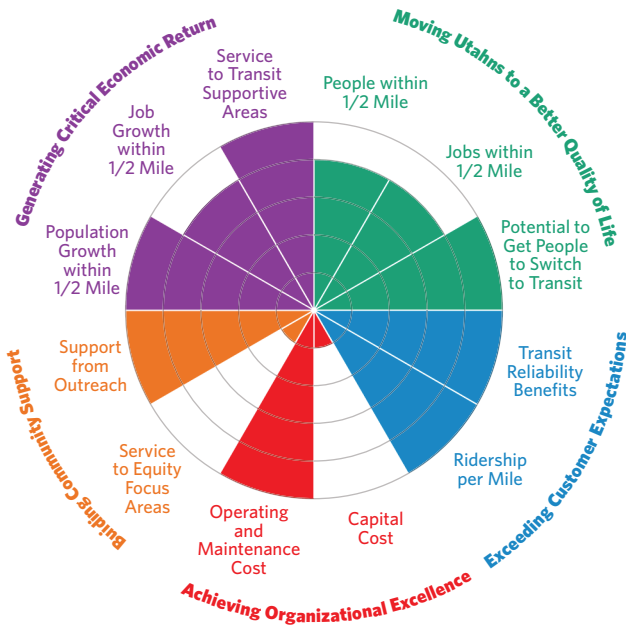 Moving Utahns to a Better Quality of Life
People within
1/2 Mile
Jobs within
1/2 Mile
Potential to
Get People
to Switch
to Transit
Exceeding Customer Expectations
Transit
Reliability
Benefits
Ridership
per Mile
Achieving Organizational Excellence
Capital
Cost
Operating
and
Maintenance
Cost
Building Community Support
Service
to Equity
Focus
Areas
Support
from
Outreach
Generating Critical Economic Return
Population
Growth
within
1/2 Mile
Job
Growth
within
1/2 Mile
Service
to Transit
Supportive
Areas